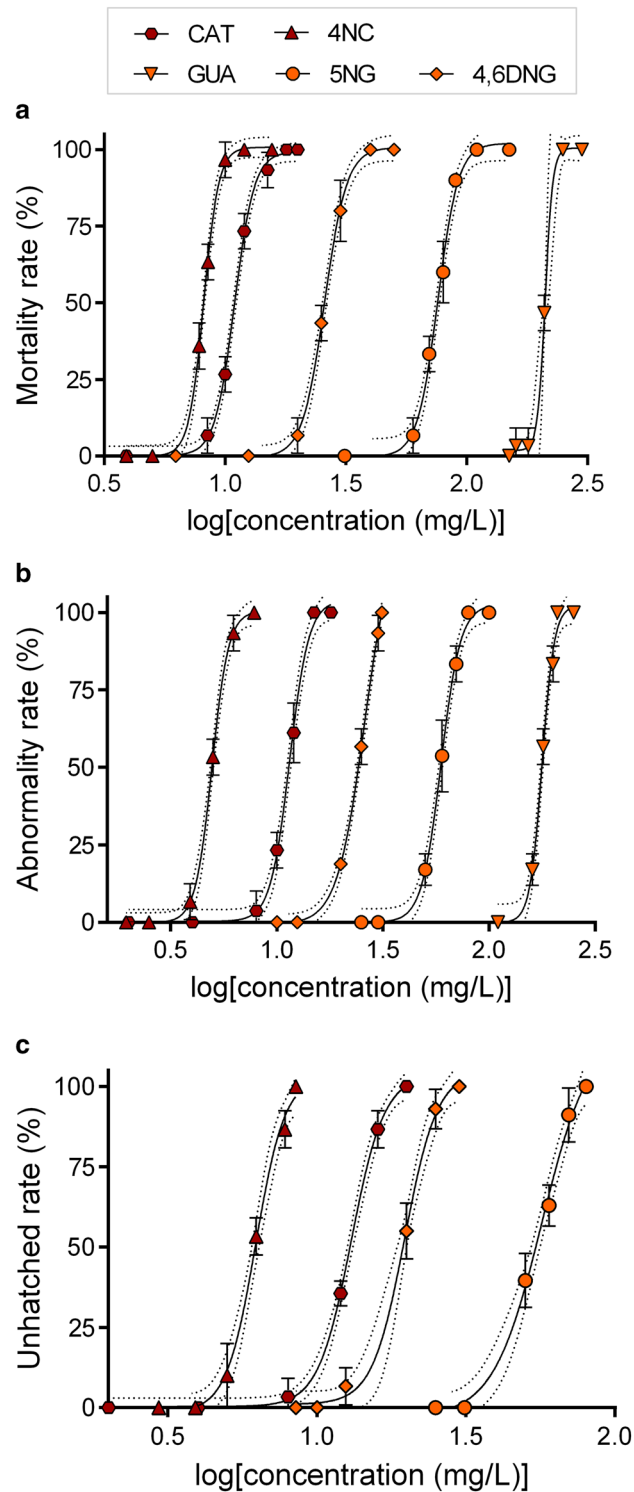 CAT 4NC
GUA 5NG 4,6DNG
a
Mortality rate (%)
100
75
50
25
0
0.5 1.0 1.5 2.0 2.5
log[concentration (mg/L)]
b
Abnormality rate (%)
100
75
50
25
0
0.5 1.0 1.5 2.0 2.5
log[concentration (mg/L)]
c
Unhatched rate (%)
100
75
50
25
0
0.5 1.0 1.5 2.0
log[concentration (mg/L)]